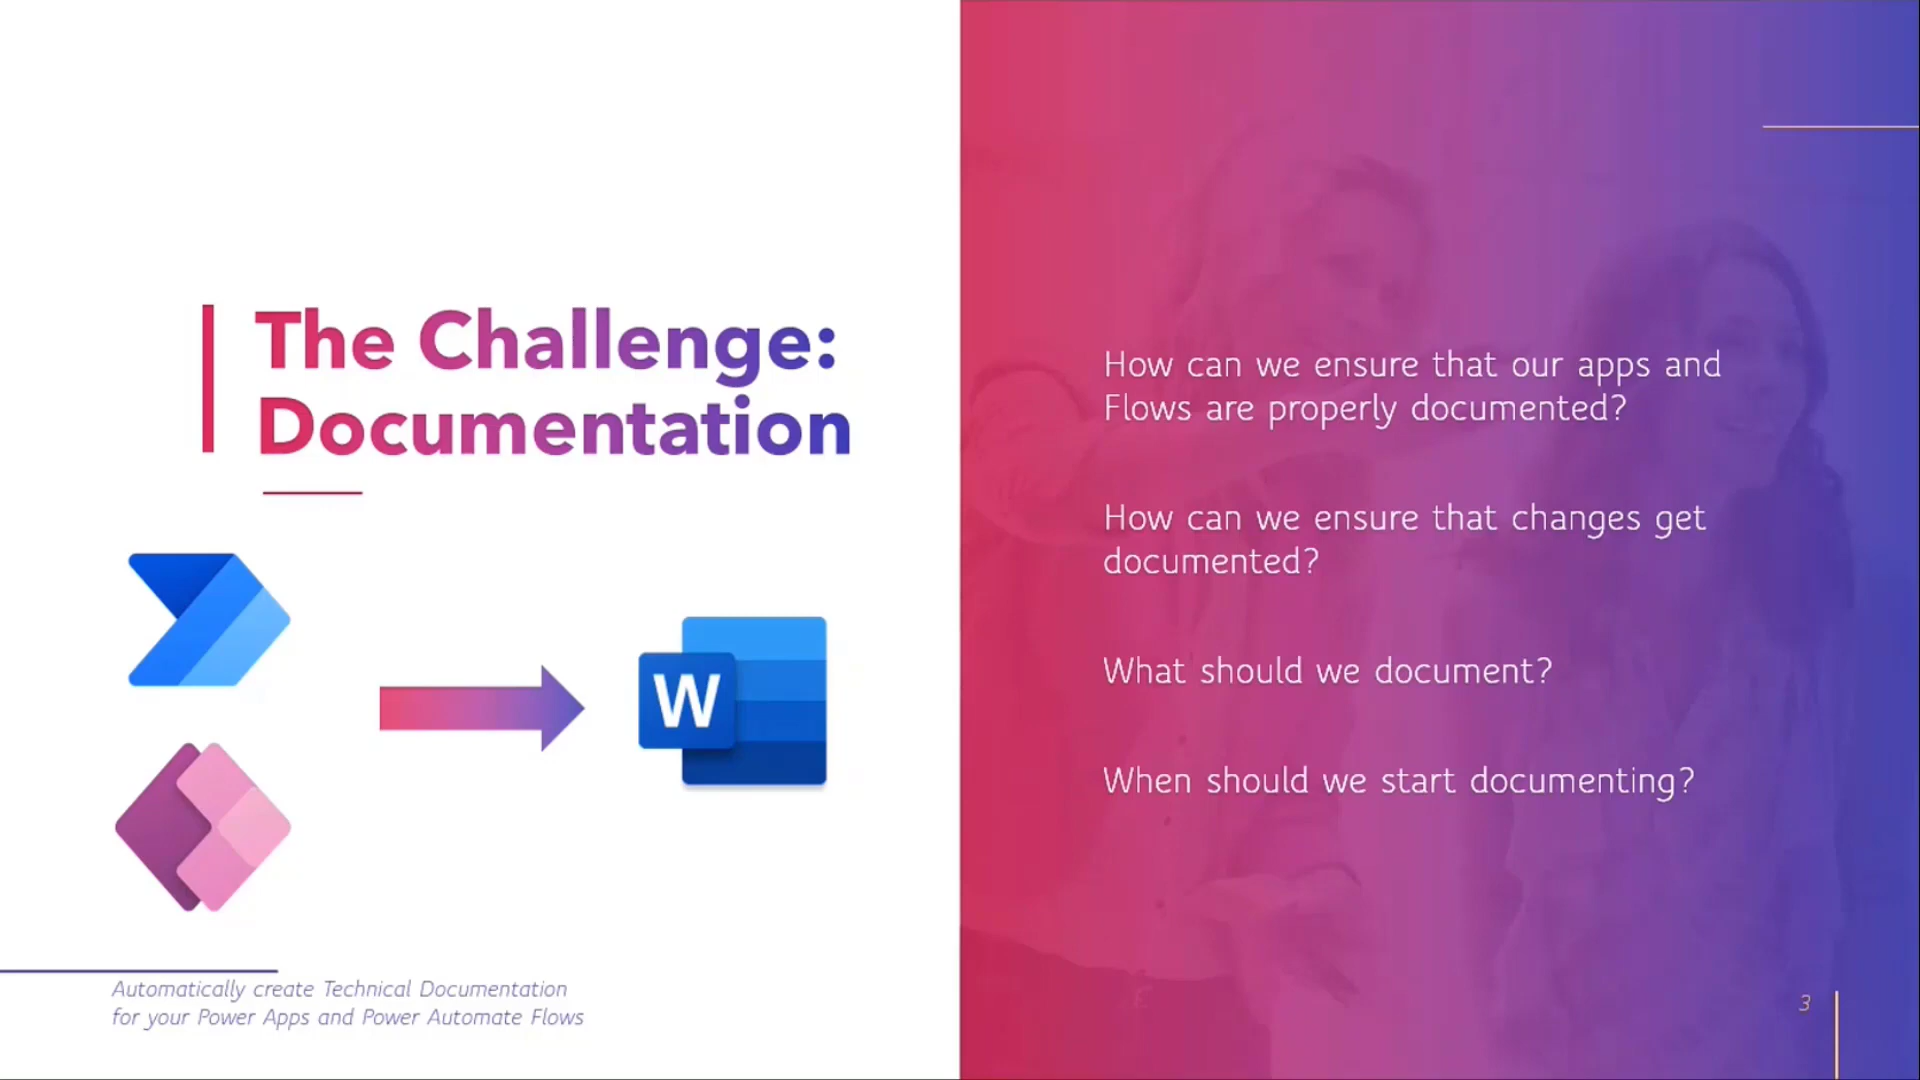 The Challenge:
Documentation
W
Automatically create Technical Documentation
for your Power Apps and Power Automate Flows
How can we ensure that our apps and
Flows are properly documented?
How can we ensure that changes get
documented?
What should we document?
When should we start documenting?
3